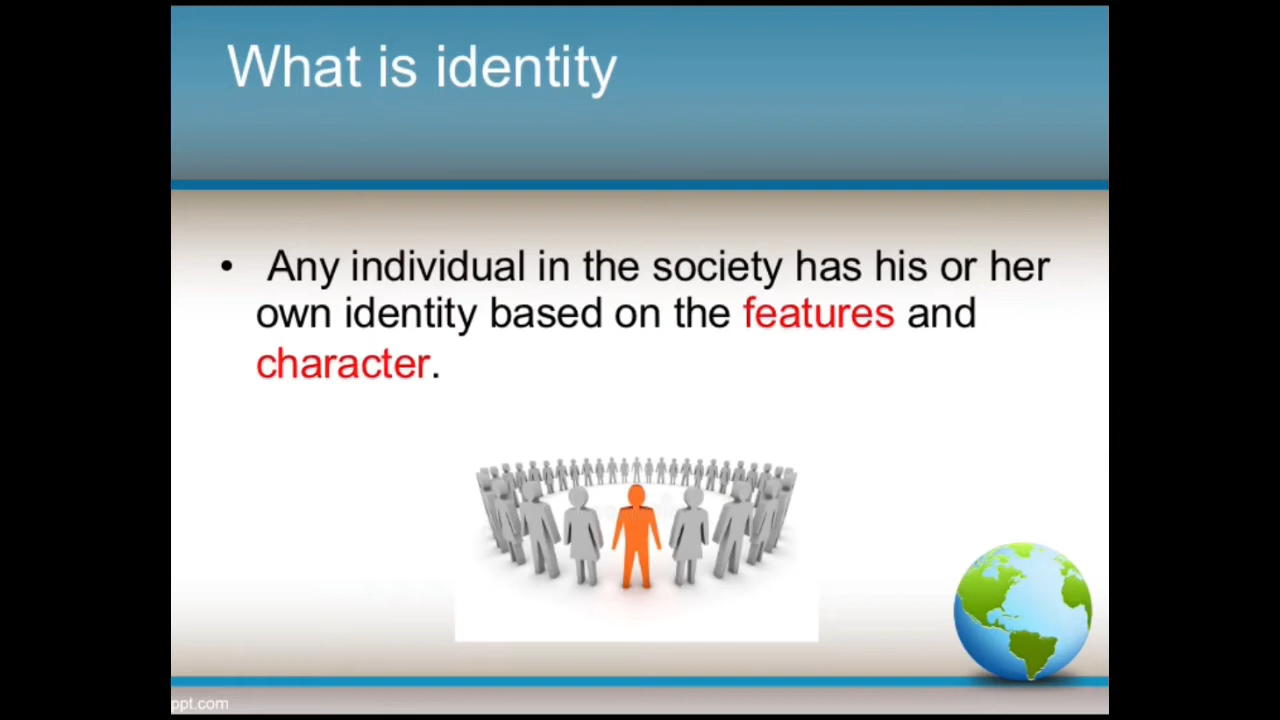 What is identity
• Any individual in the society has his or her
own identity based on the features and
character.
ppt.com